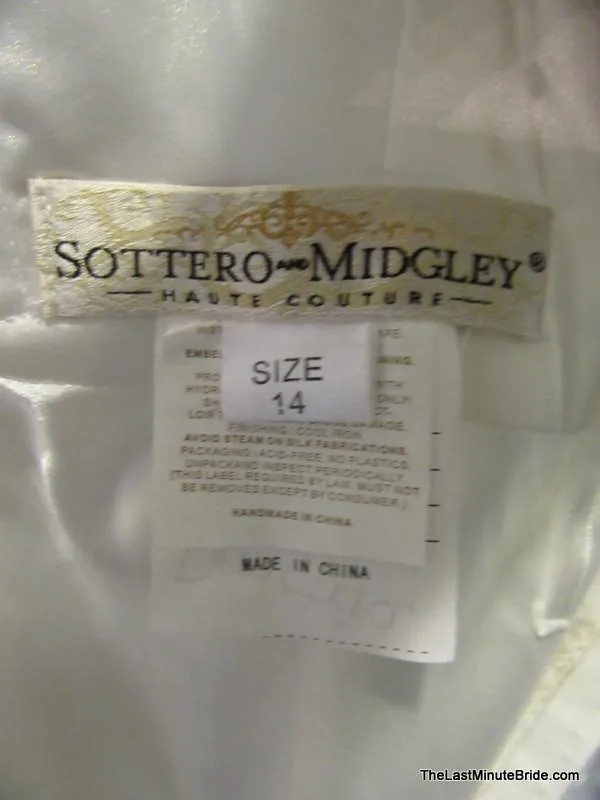 SOTTERO AND MIDGLEY®
HAUTE COUTURE
SIZE
14
FINISHING: COOL IRON
AVOID STEAM ON SILK FABRICATIONS.
PACKAGING: ACID-FREE, NO PLASTICS.
UNPACK AND INSPECT PERIODICALLY.
(THIS LABEL REQUIRED BY LAW. MUST NOT
BE REMOVED EXCEPT BY CONSUMER.)
HANDMADE IN CHINA
MADE IN CHINA
TheLastMinuteBride.com